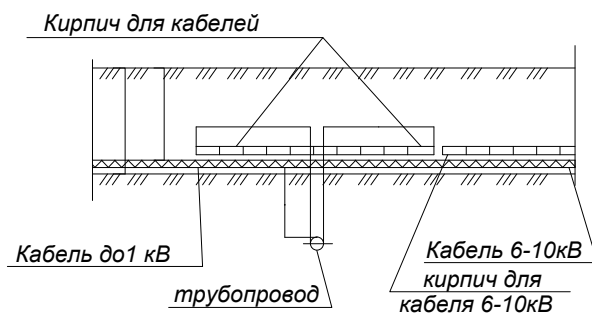 Кирпич для кабелей
Кабель до1 кВ
трубопровод
Кабель 6-10кВ
кирпич для
кабеля 6-10кВ